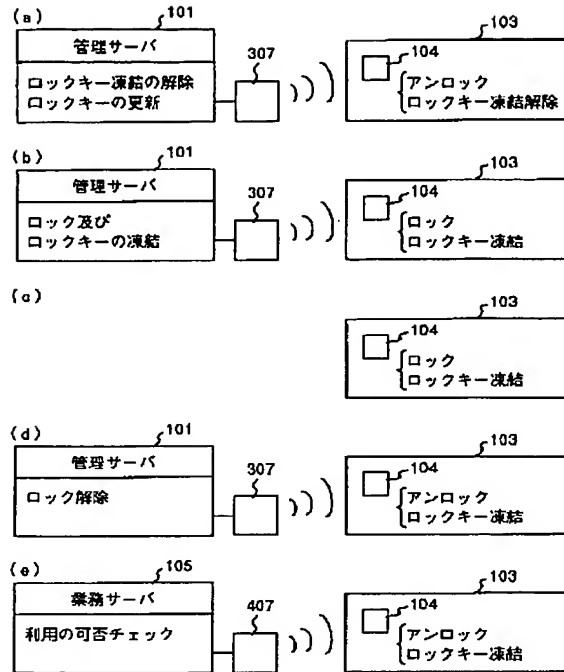 (a)
101
103
管理サーバ
307
104
ロックキー凍結の解除
ロックキーの更新
アンロック
ロックキー凍結解除
(b)
101
103
管理サーバ
307
104
ロック及び
ロックキーの凍結
ロック
ロックキー凍結
(c)
103
104
ロック
ロックキー凍結
(d)
101
103
管理サーバ
307
104
ロック解除
アンロック
ロックキー凍結
(e)
105
103
業務サーバ
407
104
利用の可否チェック
アンロック
ロックキー凍結